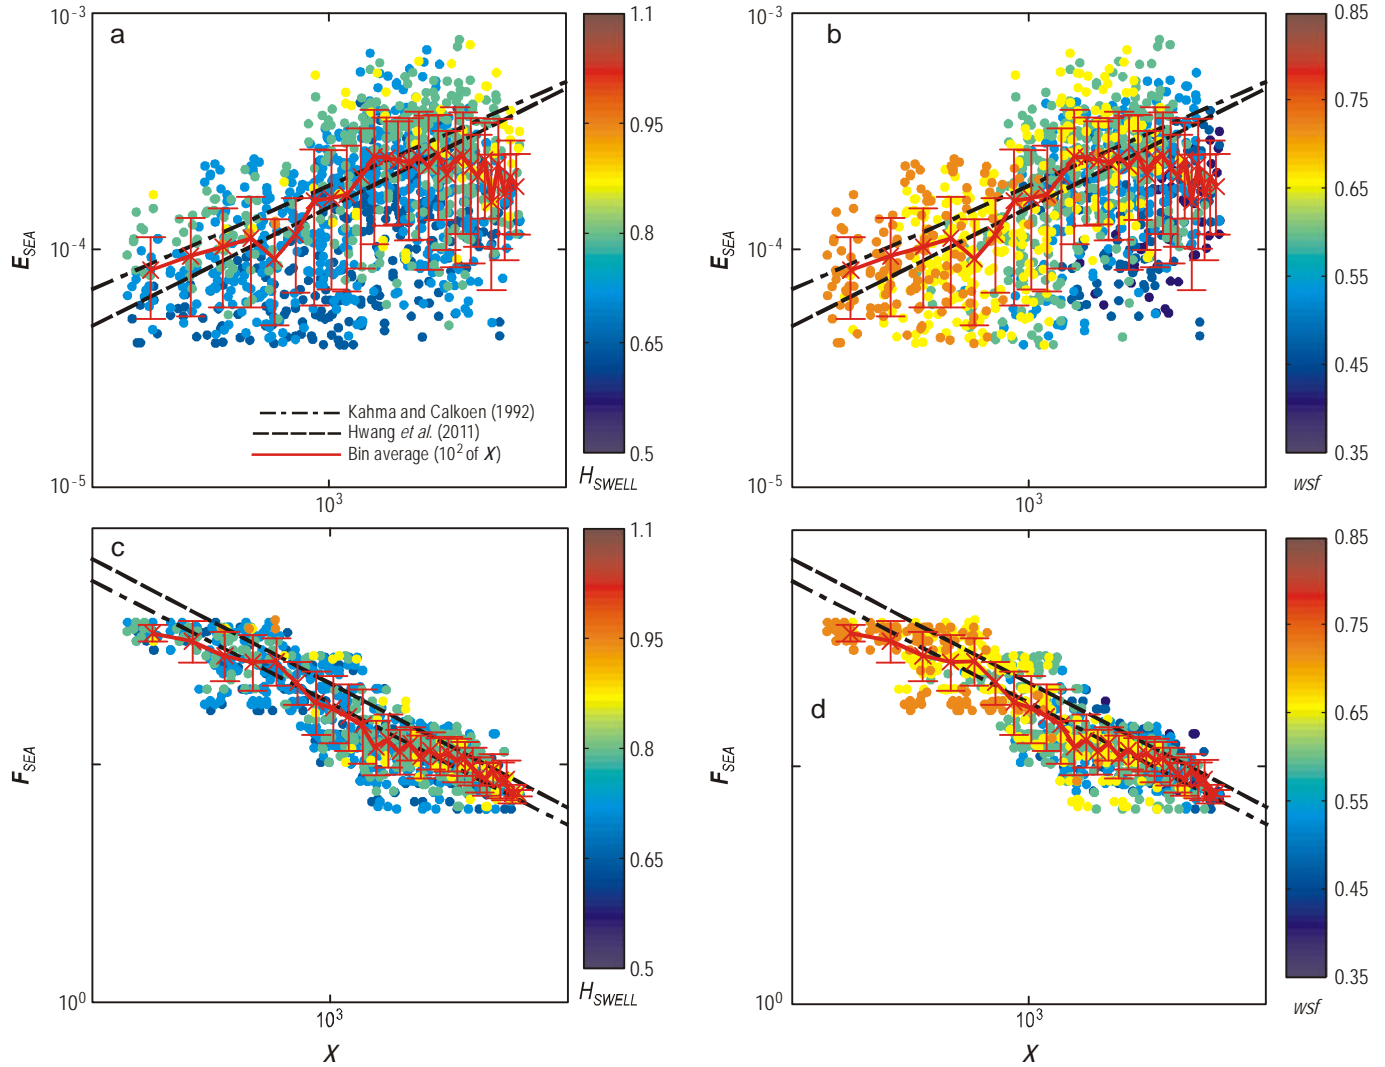 a
10⁻³
10⁻⁴
10⁻⁵
E_SEA
10³
Kahma and Calkoen (1992)
Hwang et al. (2011)
Bin average (10² of X)
1.1
0.95
0.8
0.65
0.5
H_SWELL
b
10⁻³
10⁻⁴
10⁻⁵
E_SEA
10³
0.85
0.75
0.65
0.55
0.45
0.35
wsf
c
F_SEA
10⁰
10³
X
1.1
0.95
0.8
0.65
0.5
H_SWELL
d
F_SEA
10⁰
10³
X
0.85
0.75
0.65
0.55
0.45
0.35
wsf